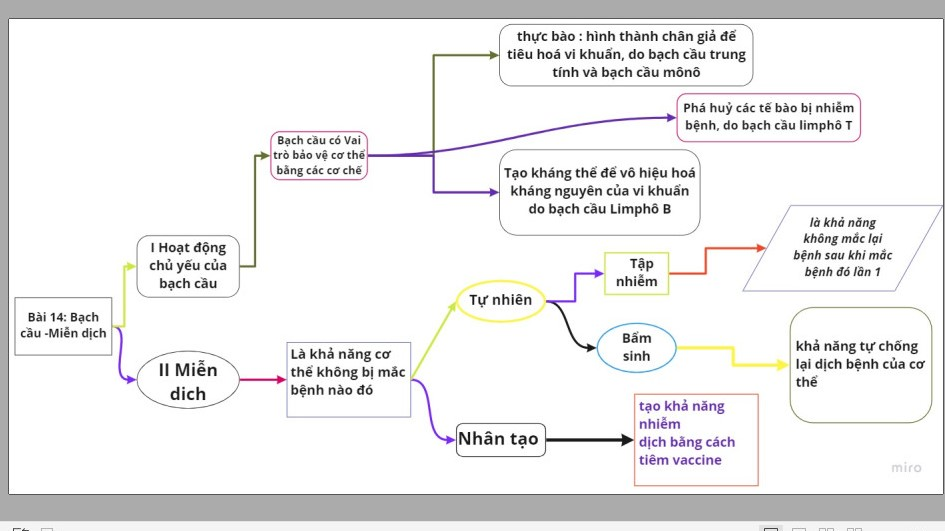 thực bào : hình thành chân giả để
tiêu hoá vi khuẩn, do bạch cầu trung
tính và bạch cầu mônô
Phá huỷ các tế bào bị nhiễm
bệnh, do bạch cầu limphô T
Bạch cầu có Vai
trò bảo vệ cơ thể
bằng các cơ chế
Tạo kháng thể để vô hiệu hoá
kháng nguyên của vi khuẩn
do bạch cầu Limphô B
I Hoạt động
chủ yếu của
bạch cầu
là khả năng
không mắc lại
bệnh sau khi mắc
bệnh đó lần 1
Tập
nhiễm
Tự nhiên
Bài 14: Bạch
cầu -Miễn dịch
Bẩm
sinh
khả năng tự chống
lại dịch bệnh của cơ
thể
II Miễn
dich
Là khả năng cơ
thể không bị mắc
bệnh nào đó
Nhân tạo
tạo khả năng
nhiễm
dịch bằng cách
tiêm vaccine
miro